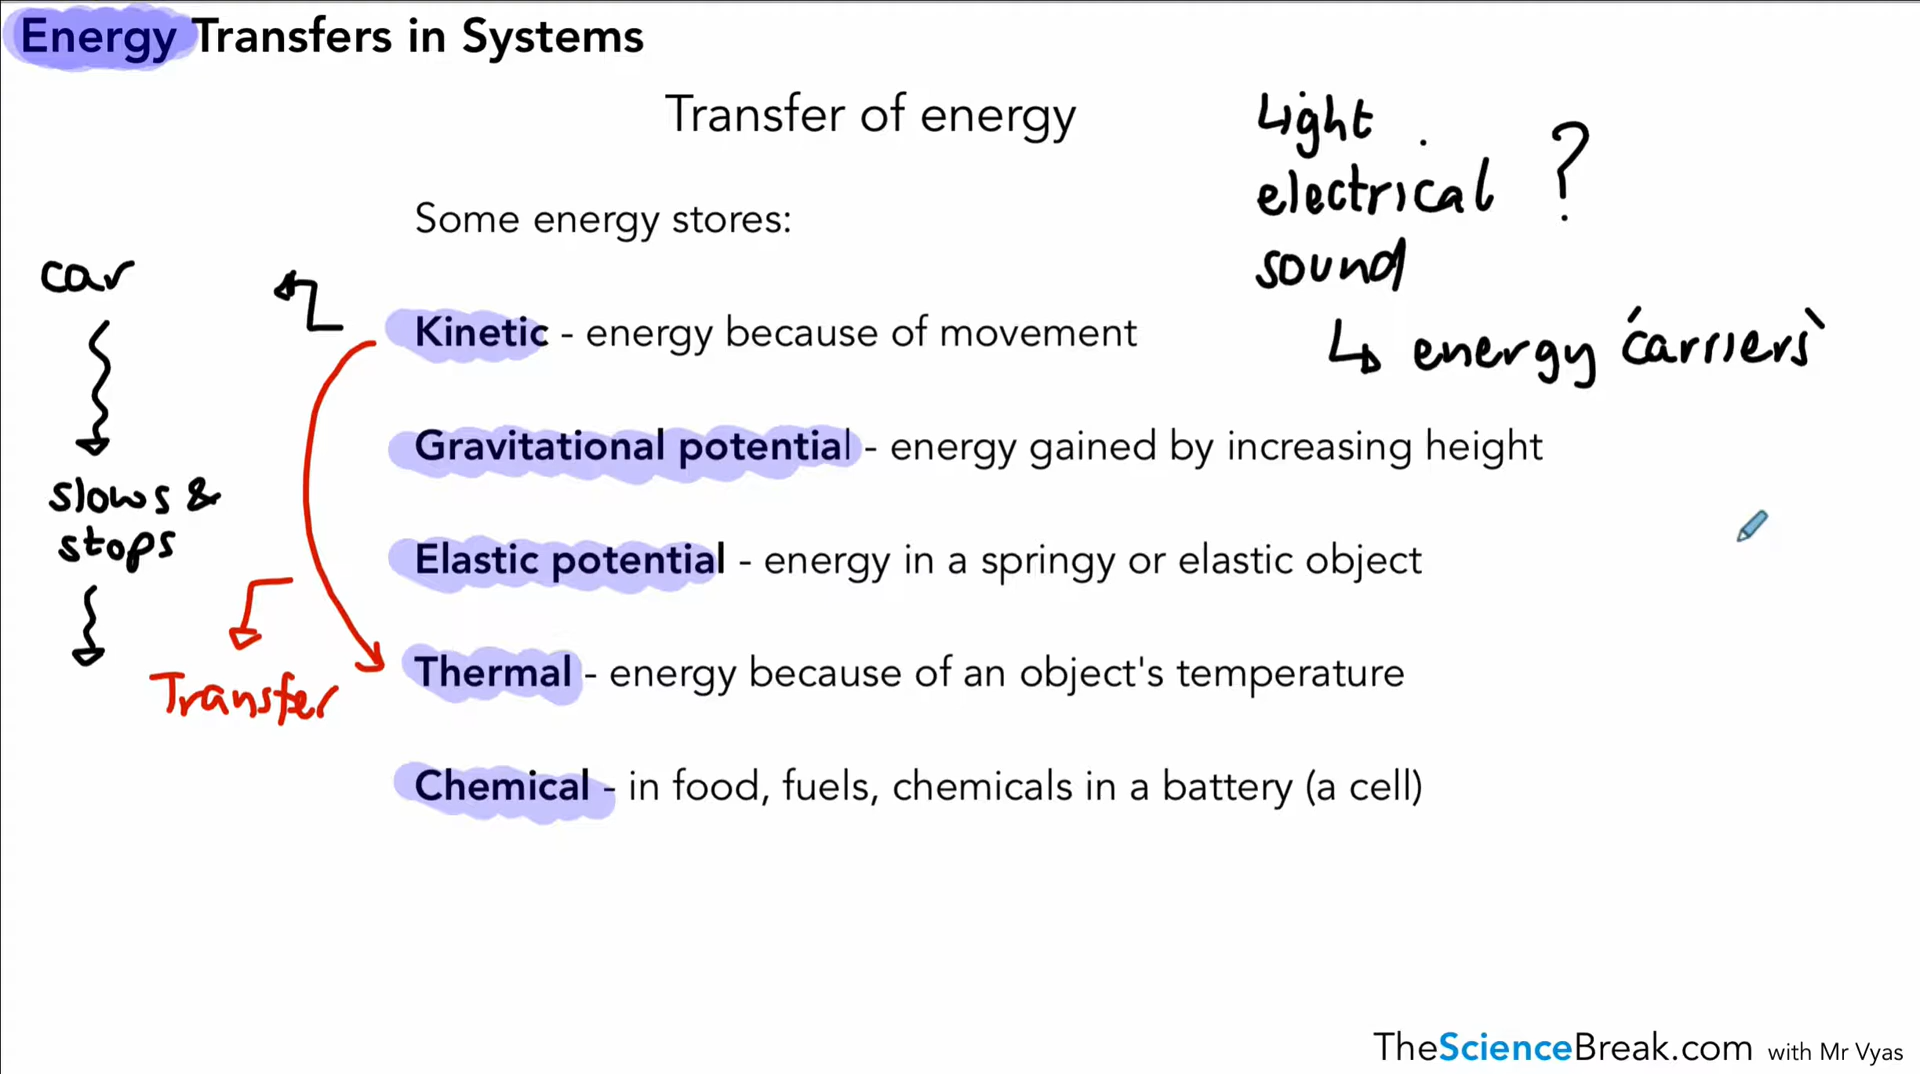 Energy Transfers in Systems
Transfer of energy
Light
electrical ?
sound
↳ energy 'carriers'
Some energy stores:
car
slows &
stops
Transfer
Kinetic - energy because of movement
Gravitational potential - energy gained by increasing height
Elastic potential - energy in a springy or elastic object
Thermal - energy because of an object's temperature
Chemical - in food, fuels, chemicals in a battery (a cell)
TheScienceBreak.com with Mr Vyas